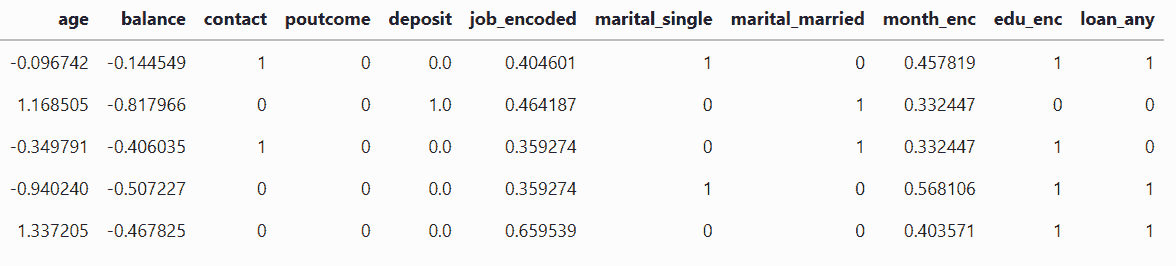 age balance contact poutcome deposit job_encoded marital_single marital_married month_enc edu_enc loan_any
-0.096742 -0.144549 1 0 0.0 0.404601 1 0 0.457819 1 1
1.168505 -0.817966 0 0 1.0 0.464187 0 1 0.332447 0 0
-0.349791 -0.406035 1 0 0.0 0.359274 0 1 0.332447 1 0
-0.940240 -0.507227 0 0 0.0 0.359274 1 0 0.568106 1 1
1.337205 -0.467825 0 0 0.0 0.659539 0 0 0.403571 1 1